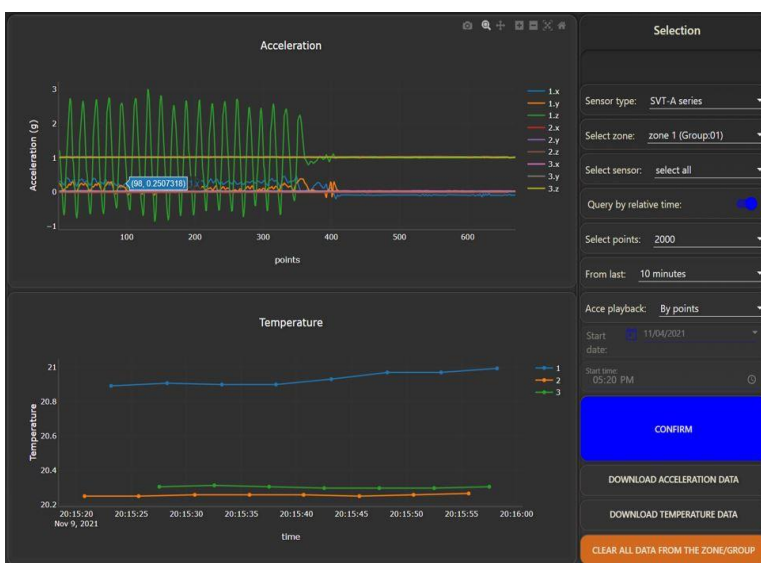 Acceleration
Acceleration (g)
3
2
1
0
−1
(98, 0.2507318)
1.x
1.x
1.y
1.z
2.x
2.y
2.z
3.x
3.y
3.z
100
200
300
400
500
600
points
Temperature
Temperature
21
20.8
20.6
20.4
20.2
1
2
3
20:15:20
20:15:25
20:15:30
20:15:35
20:15:40
20:15:45
20:15:50
20:15:55
20:16:00
Nov 9, 2021
time
Selection
Sensor type: SVT-A series
Select zone: zone 1 (Group:01)
Select sensor: select all
Query by relative time:
Select points: 2000
From last: 10 minutes
Acce playback: By points
Start date: 11/04/2021
Start time:
05:20 PM
CONFIRM
DOWNLOAD ACCELERATION DATA
DOWNLOAD TEMPERATURE DATA
CLEAR ALL DATA FROM THE ZONE/GROUP